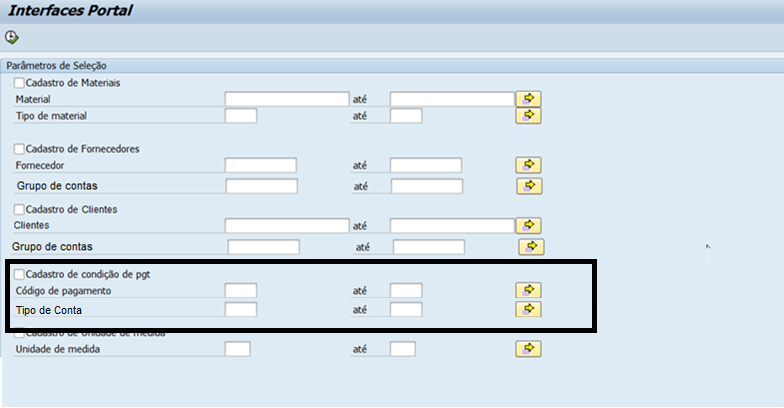 Interfaces Portal
Parâmetros de Seleção
Cadastro de Materiais
Material até
Tipo de material até
Cadastro de Fornecedores
Fornecedor até
Grupo de contas até
Cadastro de Clientes
Clientes até
Grupo de contas até
Cadastro de condição de pgt
Código de pagamento até
Tipo de Conta até
Cadastro de Unidade de medida
Unidade de medida até